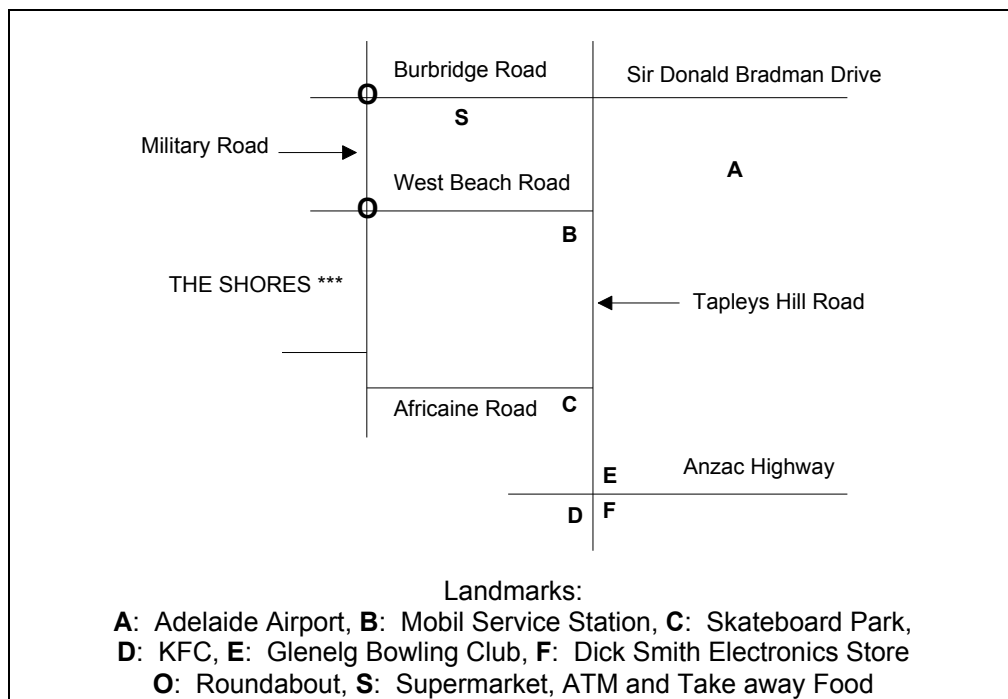 Burbridge Road
Sir Donald Bradman Drive
O
S
Military Road
A
West Beach Road
O
B
THE SHORES ***
Tapleys Hill Road
Africaine Road
C
Anzac Highway
E
D
F
Landmarks:
A: Adelaide Airport, B: Mobil Service Station, C: Skateboard Park,
D: KFC, E: Glenelg Bowling Club, F: Dick Smith Electronics Store
O: Roundabout, S: Supermarket, ATM and Take away Food